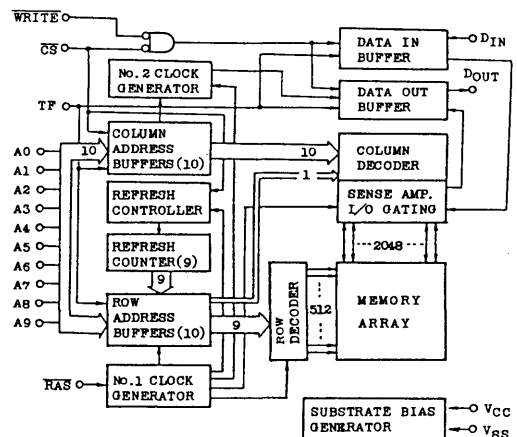 WRITE
CS
DIN
DATA IN
BUFFER
No.2 CLOCK
GENERATOR
DOUT
DATA OUT
BUFFER
TF
COLUMN
ADDRESS
BUFFERS(10)
10
10
COLUMN
DECODER
A0
A1
A2
A3
A4
A5
A6
A7
A8
A9
1
REFRESH
CONTROLLER
SENSE AMP.
I/O GATING
REFRESH
COUNTER(9)
2048
9
ROW
ADDRESS
BUFFERS(10)
9
ROW DECODER
512
MEMORY
ARRAY
RAS
No.1 CLOCK
GENERATOR
SUBSTRATE BIAS
GENERATOR
VCC
VSS